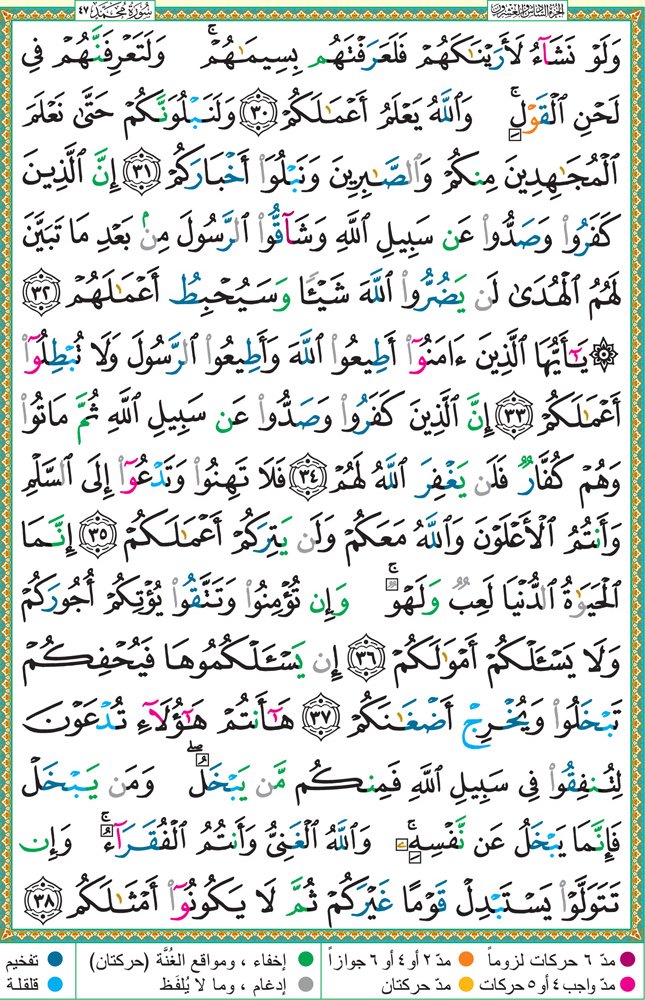 الجزء السادس والعشرون
سورة محمد ٤٧
وَلَوْ نَشَآءُ لَأَرَيْنَٰكَهُمْ فَلَعَرَفْتَهُم بِسِيمَٰهُمْ ۚ وَلَتَعْرِفَنَّهُمْ فِى
لَحْنِ ٱلْقَوْلِ ۚ وَٱللَّهُ يَعْلَمُ أَعْمَٰلَكُمْ ٣٠ وَلَنَبْلُوَنَّكُمْ حَتَّىٰ نَعْلَمَ
ٱلْمُجَٰهِدِينَ مِنكُمْ وَٱلصَّٰبِرِينَ وَنَبْلُوَا۟ أَخْبَارَكُمْ ٣١ إِنَّ ٱلَّذِينَ
كَفَرُوا۟ وَصَدُّوا۟ عَن سَبِيلِ ٱللَّهِ وَشَآقُّوا۟ ٱلرَّسُولَ مِنۢ بَعْدِ مَا تَبَيَّنَ
لَهُمُ ٱلْهُدَىٰ لَن يَضُرُّوا۟ ٱللَّهَ شَيْـًٔا وَسَيُحْبِطُ أَعْمَٰلَهُمْ ٣٢
۞ يَٰٓأَيُّهَا ٱلَّذِينَ ءَامَنُوٓا۟ أَطِيعُوا۟ ٱللَّهَ وَأَطِيعُوا۟ ٱلرَّسُولَ وَلَا تُبْطِلُوٓا۟
أَعْمَٰلَكُمْ ٣٣ إِنَّ ٱلَّذِينَ كَفَرُوا۟ وَصَدُّوا۟ عَن سَبِيلِ ٱللَّهِ ثُمَّ مَاتُوا۟
وَهُمْ كُفَّارٌ فَلَن يَغْفِرَ ٱللَّهُ لَهُمْ ٣٤ فَلَا تَهِنُوا۟ وَتَدْعُوٓا۟ إِلَى ٱلسَّلْمِ
وَأَنتُمُ ٱلْأَعْلَوْنَ وَٱللَّهُ مَعَكُمْ وَلَن يَتِرَكُمْ أَعْمَٰلَكُمْ ٣٥ إِنَّمَا
ٱلْحَيَوٰةُ ٱلدُّنْيَا لَعِبٌ وَلَهْوٌ ۚ وَإِن تُؤْمِنُوا۟ وَتَتَّقُوا۟ يُؤْتِكُمْ أُجُورَكُمْ
وَلَا يَسْـَٔلْكُمْ أَمْوَٰلَكُمْ ٣٦ إِن يَسْـَٔلْكُمُوهَا فَيُحْفِكُمْ
تَبْخَلُوا۟ وَيُخْرِجْ أَضْغَٰنَكُمْ ٣٧ هَٰٓأَنتُمْ هَٰٓؤُلَآءِ تُدْعَوْنَ
لِتُنفِقُوا۟ فِى سَبِيلِ ٱللَّهِ فَمِنكُم مَّن يَبْخَلُ ۖ وَمَن يَبْخَلْ
فَإِنَّمَا يَبْخَلُ عَن نَّفْسِهِۦ ۚ وَٱللَّهُ ٱلْغَنِىُّ وَأَنتُمُ ٱلْفُقَرَآءُ ۚ وَإِن
تَتَوَلَّوْا۟ يَسْتَبْدِلْ قَوْمًا غَيْرَكُمْ ثُمَّ لَا يَكُونُوٓا۟ أَمْثَٰلَكُم ٣٨
مدّ ٦ حركات لزوماً مدّ ٢ أو ٤ أو ٦ جوازاً إخفاء ، ومواقع الغُنَّة (حركتان) تفخيم
مدّ واجب ٤ أو ٥ حركات مدّ حركتان إدغام ، وما لا يُلفَظ قلقلة